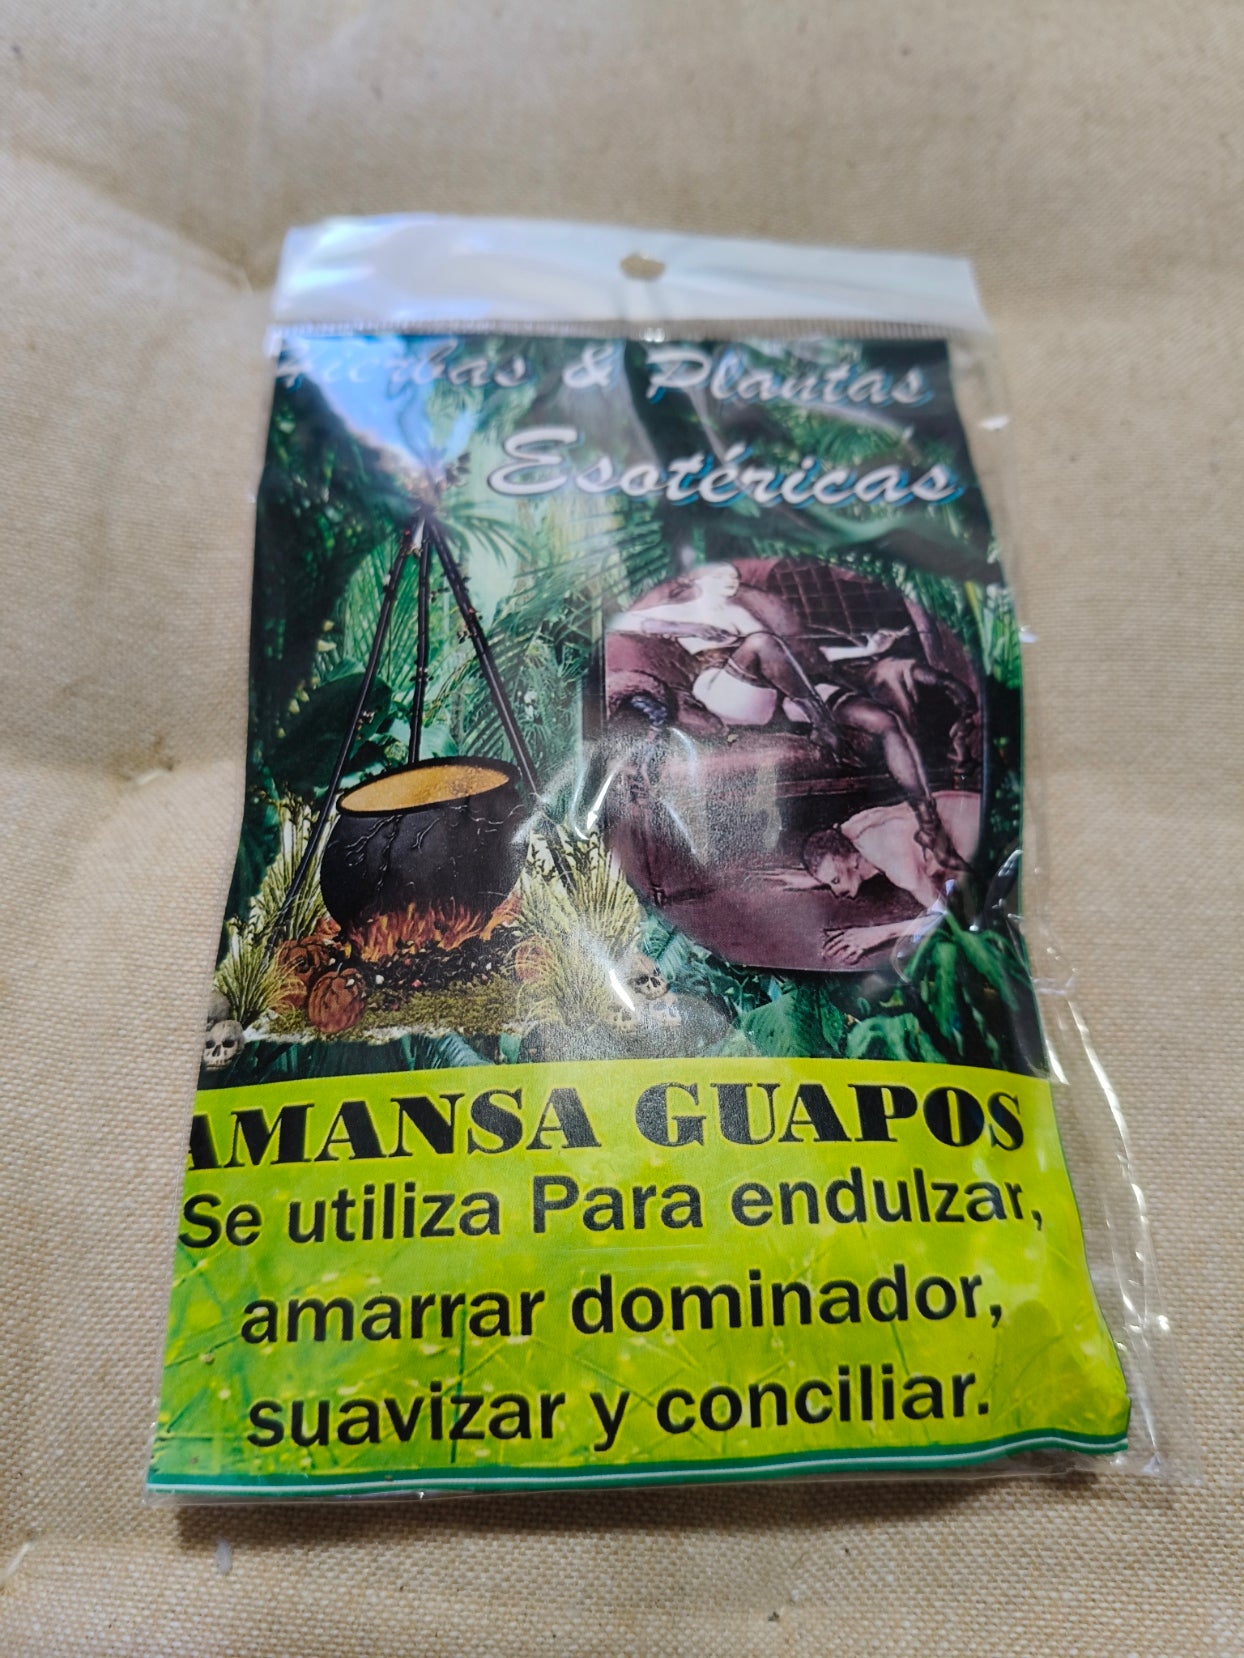 Hierbas & Plantas
Esotéricas
AMANSA GUAPOS
Se utiliza Para endulzar,
amarrar dominador,
suavizar y conciliar.